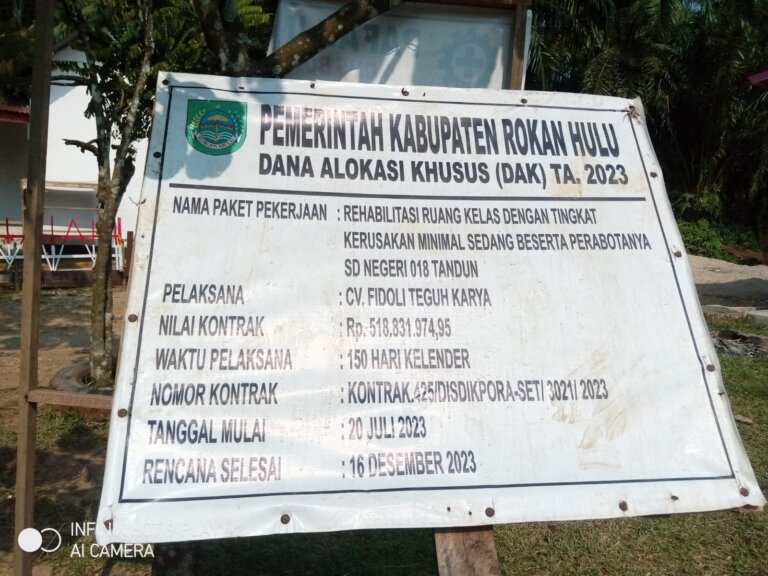 PEMERINTAH KABUPATEN ROKAN HULU
DANA ALOKASI KHUSUS (DAK) TA. 2023
NAMA PAKET PEKERJAAN : REHABILITASI RUANG KELAS DENGAN TINGKAT
KERUSAKAN MINIMAL SEDANG BESERTA PERABOTANYA
SD NEGERI 018 TANDUN
PELAKSANA : CV. FIDOLI TEGUH KARYA
NILAI KONTRAK : Rp. 518,831,974,95
WAKTU PELAKSANA : 150 HARI KELENDER
NOMOR KONTRAK : KONTRAK.425/DISDIKPORA-SET/ 3021/ 2023
TANGGAL MULAI : 20 JULI 2023
RENCANA SELESAI : 16 DESEMBER 2023
AI CAMERA